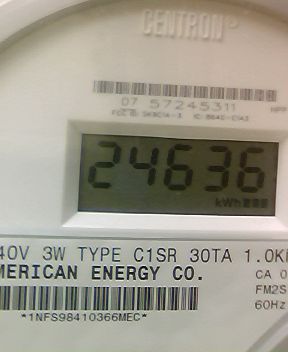 CENTRON®
07 57245311
24636
kWh
40V 3W TYPE C1SR 30TA 1.0K
MERICAN ENERGY CO.
CA 0
FM2S
60Hz
*1NFS98410366MEC*